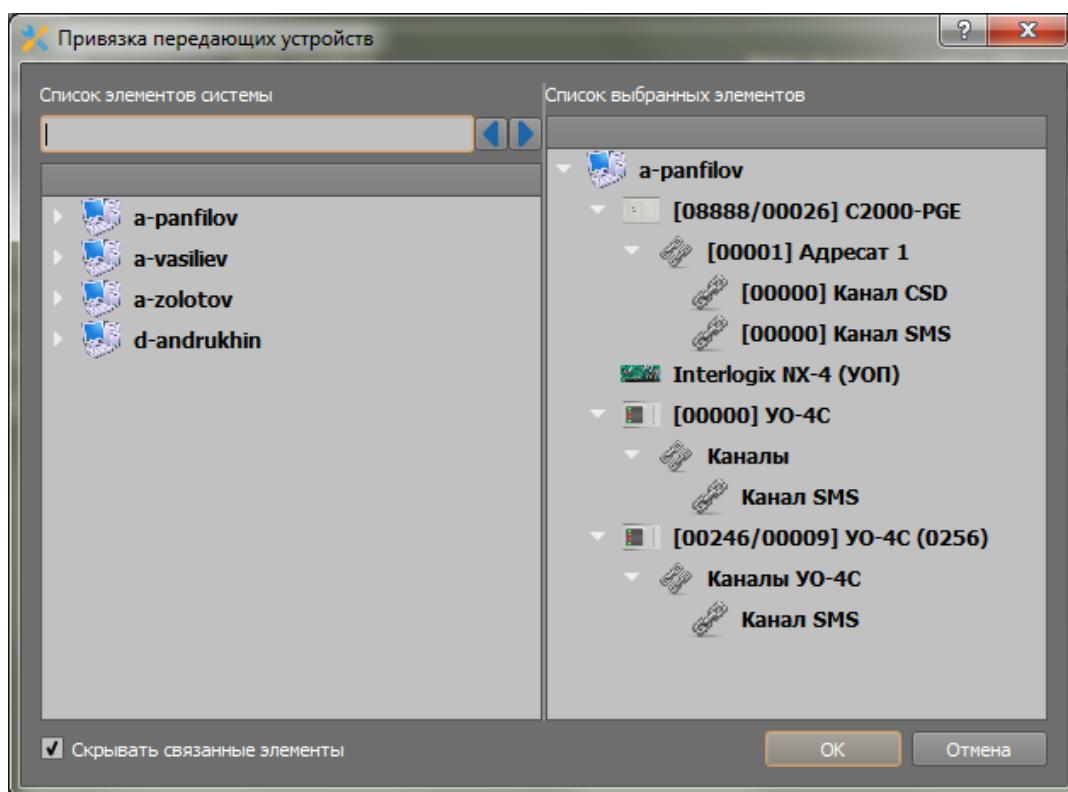 Привязка передающих устройств
?
X
Список элементов системы
a-panfilov
a-vasiliev
a-zolotov
d-andrukhin
Список выбранных элементов
a-panfilov
[08888/00026] C2000-PGE
[00001] Адресат 1
[00000] Канал CSD
[00000] Канал SMS
Interlogix NX-4 (УОП)
[00000] УО-4С
Каналы
Канал SMS
[00246/00009] УО-4С (0256)
Каналы УО-4С
Канал SMS
Скрывать связанные элементы
OK
Отмена